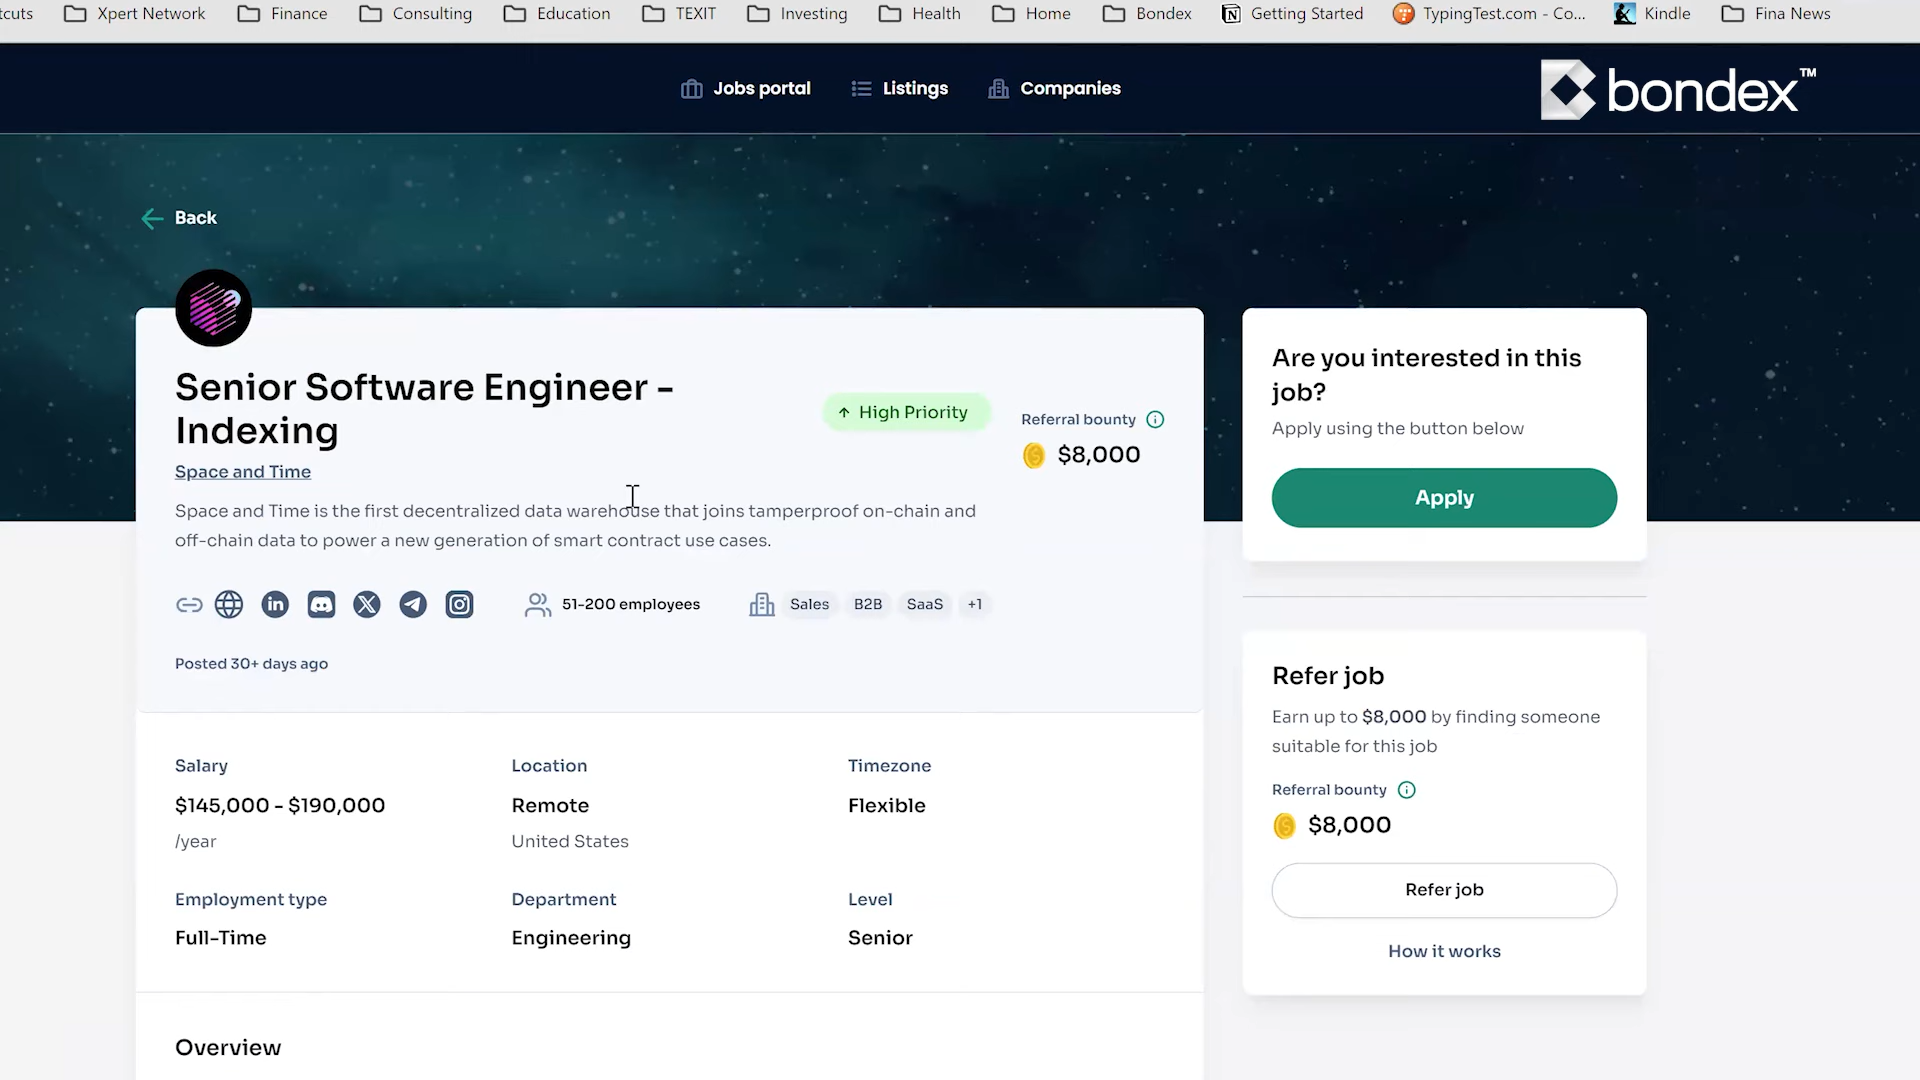 tcuts Xpert Network Finance Consulting Education TEXIT Investing Health Home Bondex Getting Started TypingTest.com - Co... Kindle Fina News
Jobs portal Listings Companies bondex™
Back
Senior Software Engineer -
Indexing
High Priority
Referral bounty
$8,000
Space and Time
Space and Time is the first decentralized data warehouse that joins tamperproof on-chain and
off-chain data to power a new generation of smart contract use cases.
51-200 employees Sales B2B SaaS +1
Posted 30+ days ago
Salary Location Timezone
$145,000 - $190,000 Remote Flexible
/year United States
Employment type Department Level
Full-Time Engineering Senior
Overview
Are you interested in this
job?
Apply using the button below
Apply
Refer job
Earn up to $8,000 by finding someone
suitable for this job
Referral bounty
$8,000
Refer job
How it works